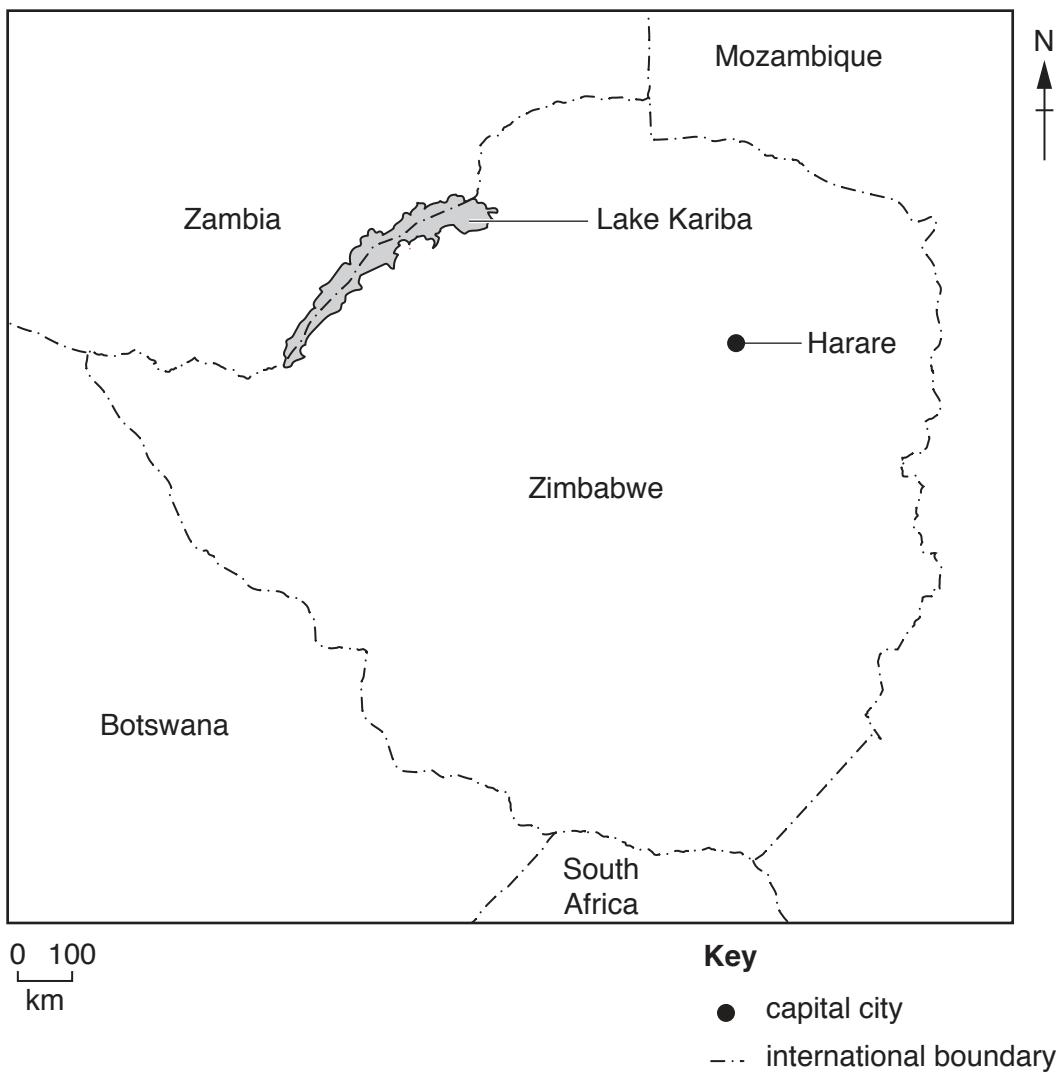 N
Mozambique
Zambia
Lake Kariba
Harare
Zimbabwe
Botswana
South
Africa
0 100
km
Key
capital city
international boundary